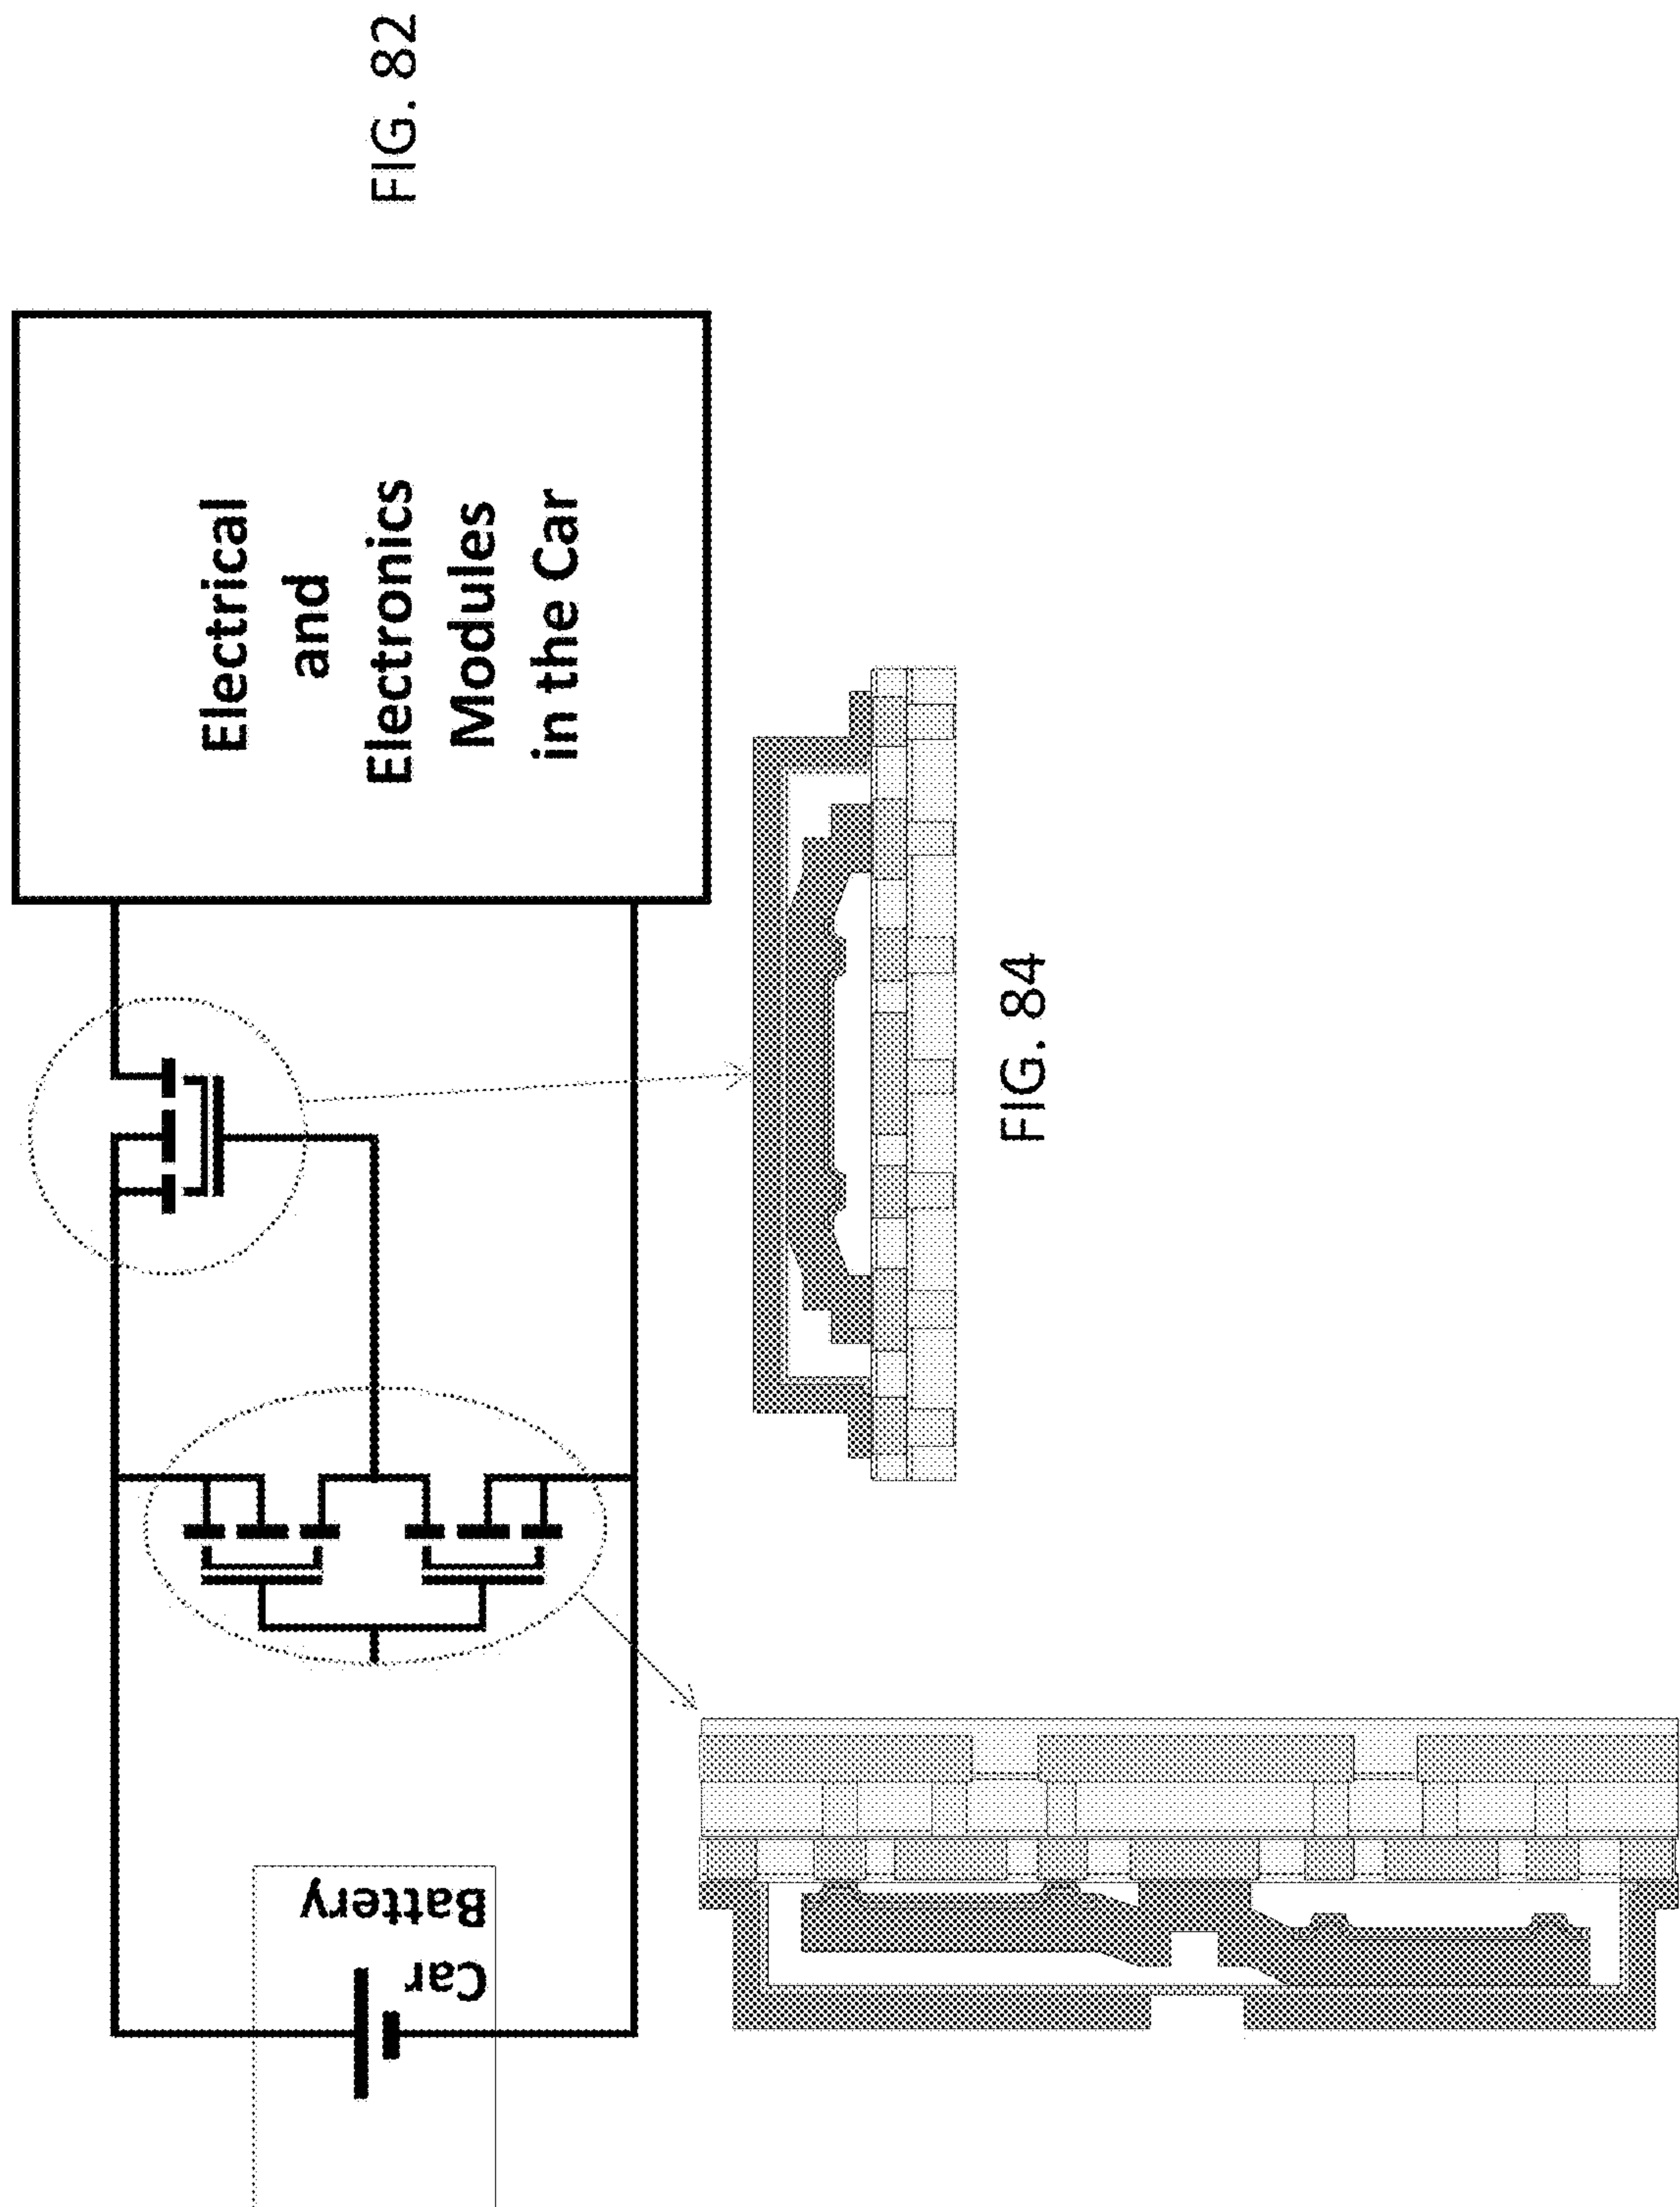 FIG. 82
Electrical
and
Electronics
Modules
in the Car
Car
Battery
FIG. 84